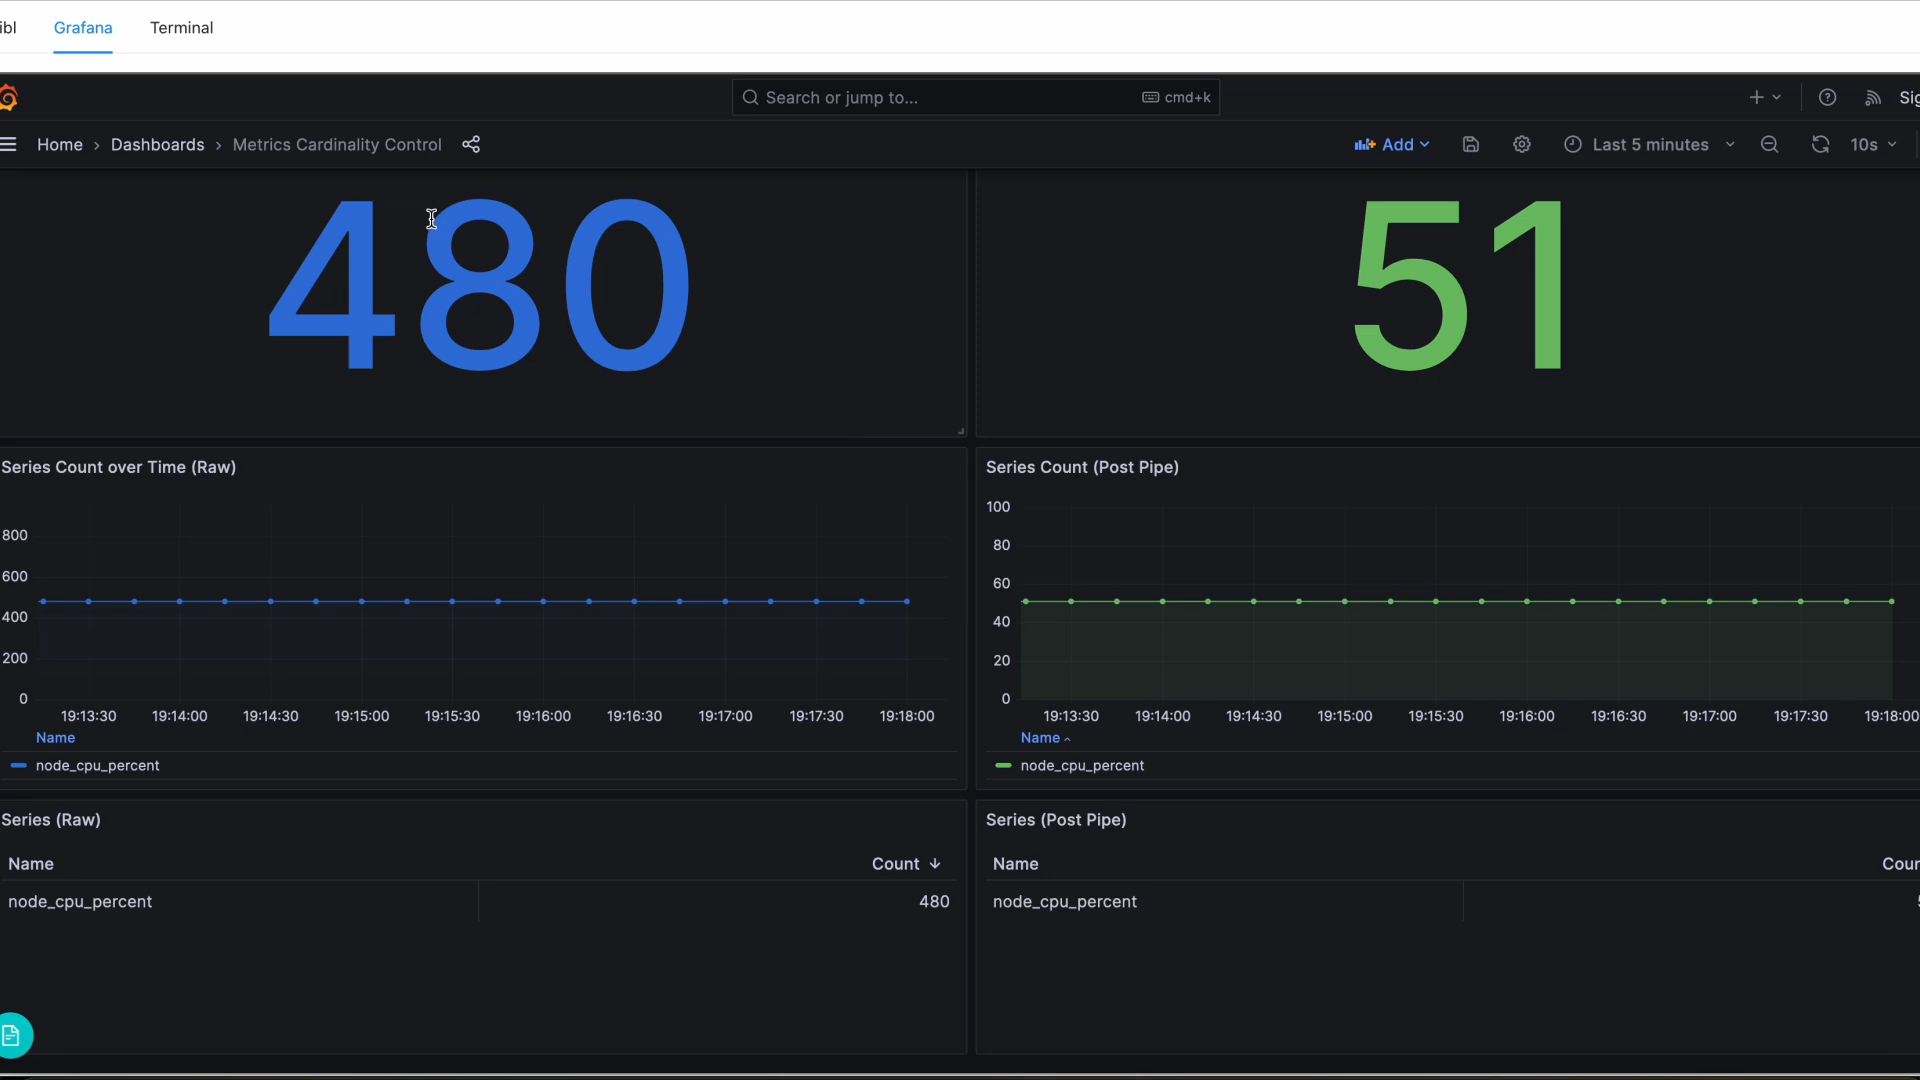 Grafana Terminal
Search or jump to... cmd+k
Home › Dashboards › Metrics Cardinality Control Add Last 5 minutes 10s
480 51
Series Count over Time (Raw)
800
600
400
200
0
19:13:30 19:14:00 19:14:30 19:15:00 19:15:30 19:16:00 19:16:30 19:17:00 19:17:30 19:18:00
Name
node_cpu_percent
Series Count (Post Pipe)
100
80
60
40
20
0
19:13:30 19:14:00 19:14:30 19:15:00 19:15:30 19:16:00 19:16:30 19:17:00 19:17:30 19:18:00
Name
node_cpu_percent
Series (Raw)
Name Count
node_cpu_percent 480
Series (Post Pipe)
Name
node_cpu_percent